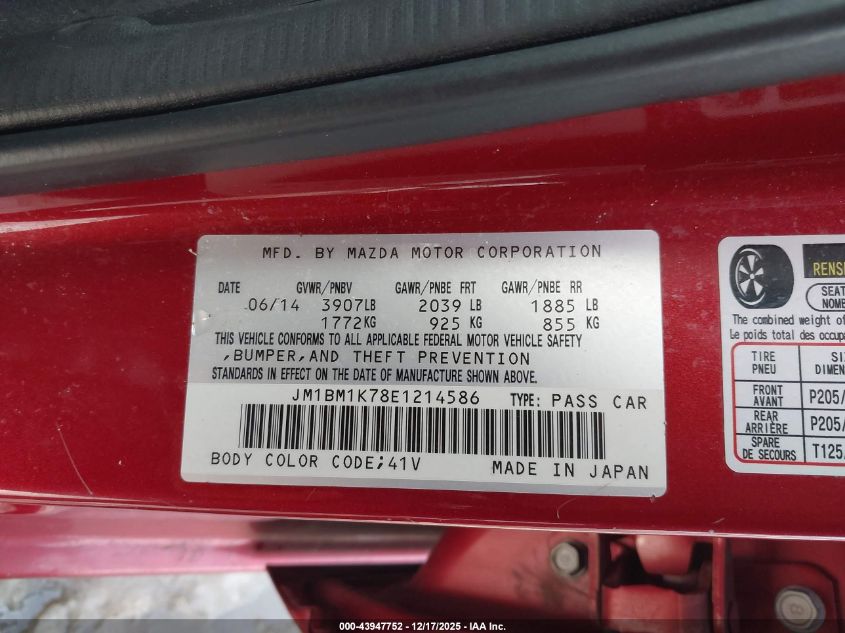 MFD. BY MAZDA MOTOR CORPORATION
DATE GVWR/PNBV GAWR/PNBE FRT GAWR/PNBE RR
06/14 3907LB 2039 LB 1885 LB
1772KG 925 KG 855 KG
THIS VEHICLE CONFORMS TO ALL APPLICABLE FEDERAL MOTOR VEHICLE SAFETY
,BUMPER,AND THEFT PREVENTION
STANDARDS IN EFFECT ON THE DATE OF MANUFACTURE SHOWN ABOVE.
JM1BM1K78E1214586 TYPE: PASS CAR
BODY COLOR CODE;41V MADE IN JAPAN
RENSE
SEAT
NOMB
The combined weight of
Le poids total des occup
TIRE SI
PNEU DIMEN
FRONT P205/
AVANT
REAR P205/
ARRIÈRE
SPARE T125/
DE SECOURS
8
000-43947752 - 12/17/2025 - IAA Inc.